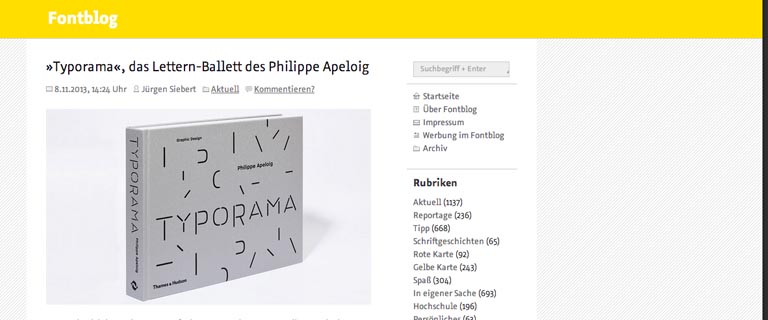 Fontblog
»Typorama«, das Lettern-Ballett des Philippe Apeloig
8.11.2013, 14:24 Uhr Jürgen Siebert Aktuell Kommentieren?
Graphic Design
Philippe Apeloig
TYPORAMA
Thames & Hudson
TYPORAMA
Philippe Apeloig
Suchbegriff + Enter
Startseite
Über Fontblog
Impressum
Werbung im Fontblog
Archiv
Rubriken
Aktuell (1137)
Reportage (236)
Tipp (668)
Schriftgeschichten (65)
Rote Karte (92)
Gelbe Karte (243)
Spaß (304)
In eigener Sache (693)
Hochschule (196)
Persönliches (62)